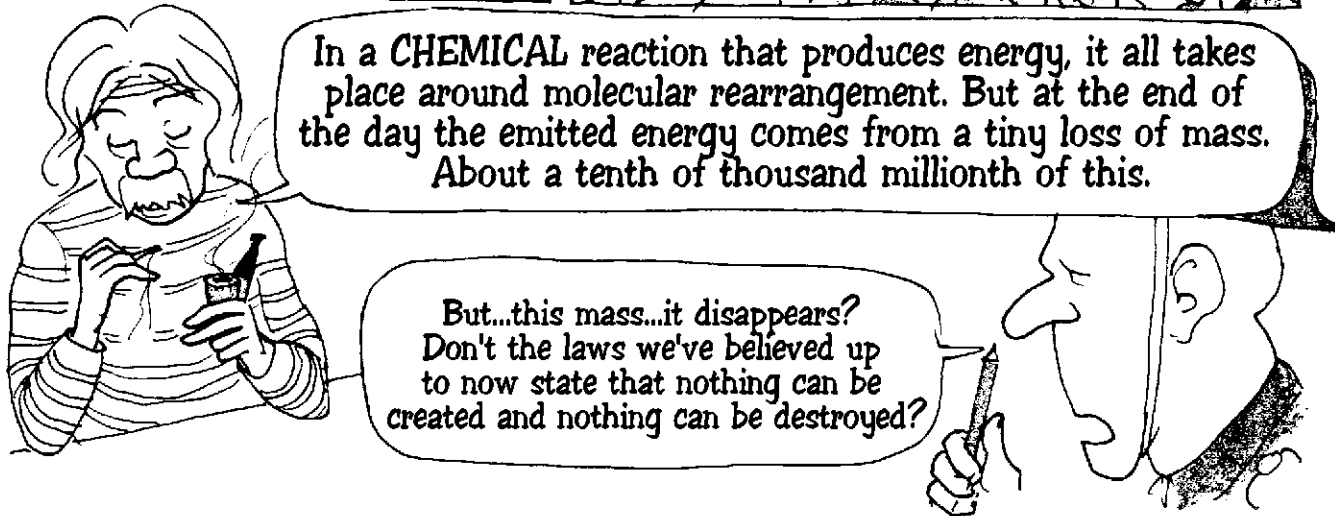 In a CHEMICAL reaction that produces energy, it all takes
place around molecular rearrangement. But at the end of
the day the emitted energy comes from a tiny loss of mass.
About a tenth of thousand millionth of this.
But...this mass...it disappears?
Don't the laws we've believed up
to now state that nothing can be
created and nothing can be destroyed?